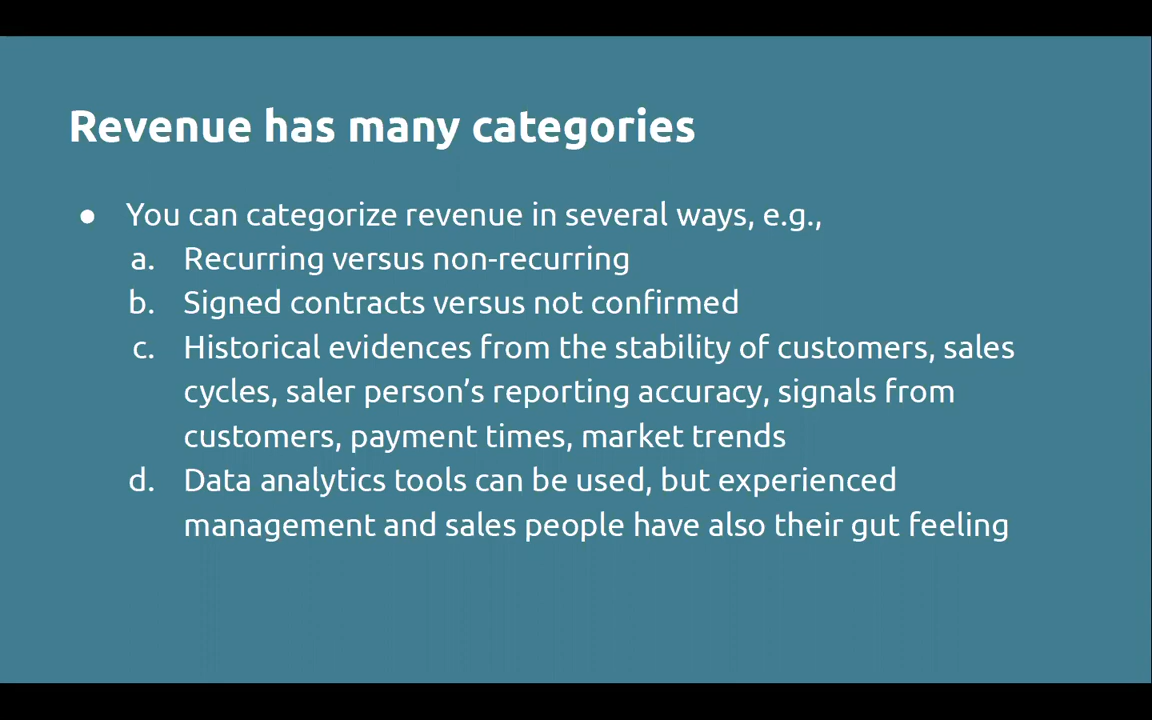 Revenue has many categories
● You can categorize revenue in several ways, e.g.,
a. Recurring versus non-recurring
b. Signed contracts versus not confirmed
c. Historical evidences from the stability of customers, sales
cycles, saler person’s reporting accuracy, signals from
customers, payment times, market trends
d. Data analytics tools can be used, but experienced
management and sales people have also their gut feeling